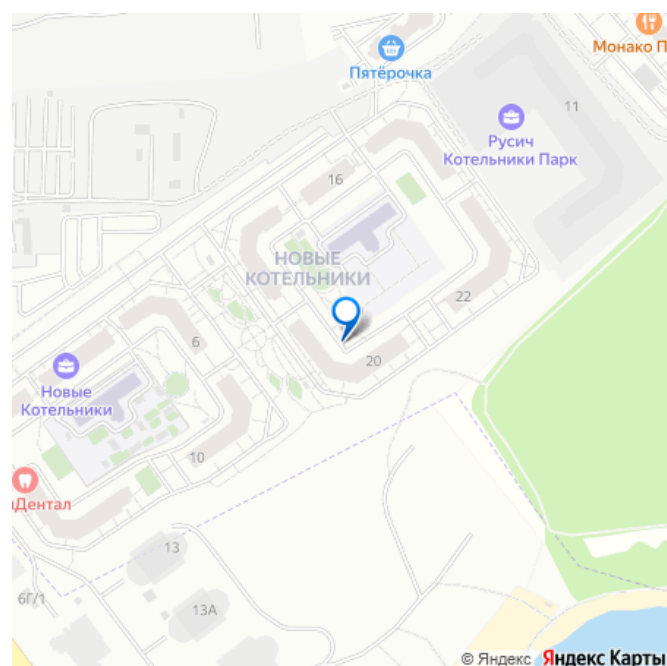 Монако П
Пятёрочка
11
Русич
Котельники Парк
16
НОВЫЕ
КОТЕЛЬНИКИ
22
6
20
Новые
Котельники
10
Дентал
13
6Г/1
13А
© Яндекс Яндекс Карты